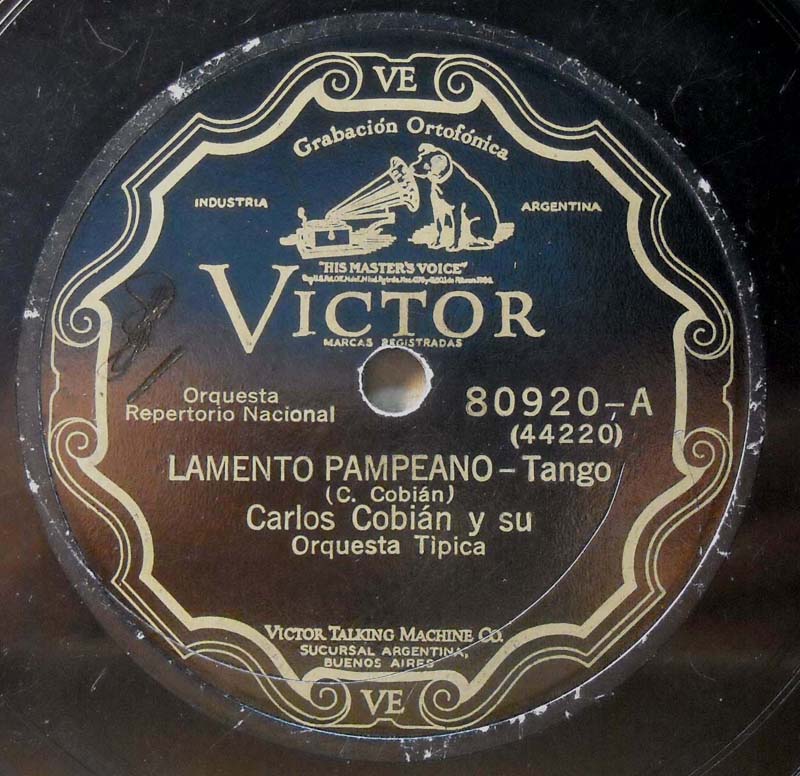 VE
Grabación Ortofónica
INDUSTRIA
ARGENTINA
"HIS MASTER'S VOICE"
VICTOR
MARCAS REGISTRADAS
Orquesta
Repertorio Nacional
80920-A
(44220)
LAMENTO PAMPEANO - Tango
(C. Cobián)
Carlos Cobián y su
Orquesta Tipica
VICTOR TALKING MACHINE CO.
SUCURSAL ARGENTINA,
BUENOS AIRES
VE